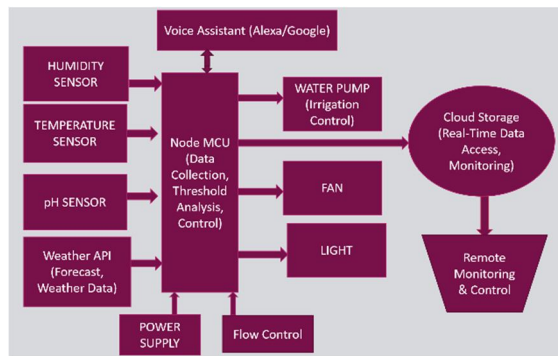 Voice Assistant (Alexa/Google)
HUMIDITY
SENSOR
TEMPERATURE
SENSOR
pH SENSOR
Weather API
(Forecast,
Weather Data)
Node MCU
(Data
Collection,
Threshold
Analysis,
Control)
WATER PUMP
(Irrigation
Control)
FAN
LIGHT
Cloud Storage
(Real-Time Data
Access,
Monitoring)
Remote
Monitoring
& Control
POWER
SUPPLY
Flow Control